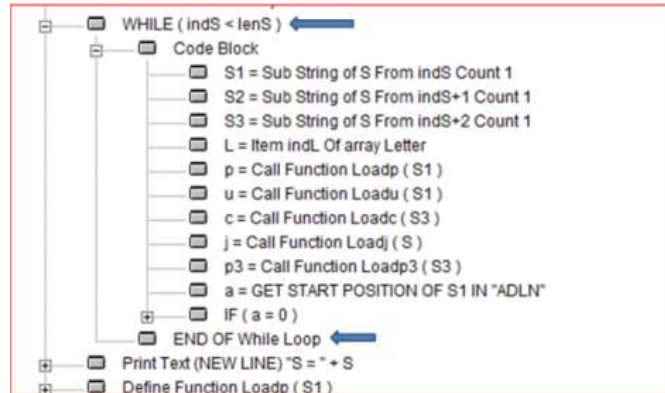 WHILE ( indS < lenS )
Code Block
S1 = Sub String of S From indS Count 1
S2 = Sub String of S From indS+1 Count 1
S3 = Sub String of S From indS+2 Count 1
L = Item indL Of array Letter
p = Call Function Loadp ( S1 )
u = Call Function Loadu ( S1 )
c = Call Function Loadc ( S3 )
j = Call Function Loadj ( S )
p3 = Call Function Loadp3 ( S3 )
a = GET START POSITION OF S1 IN "ADLN"
IF ( a = 0 )
END OF While Loop
Print Text (NEW LINE) "S = " + S
Define Function Loadp ( S1 )